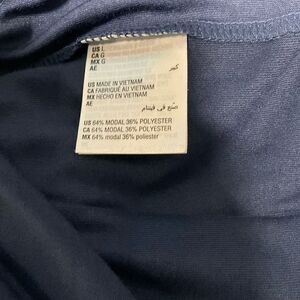 US L
CA G
MX G
AE كبير
US MADE IN VIETNAM
CA FABRIQUÉ AU VIETNAM
MX HECHO EN VIETNAM
AE صنع في فيتنام
US 64% MODAL 36% POLYESTER
CA 64% MODAL 36% POLYESTER
MX 64% modal 36% poliester